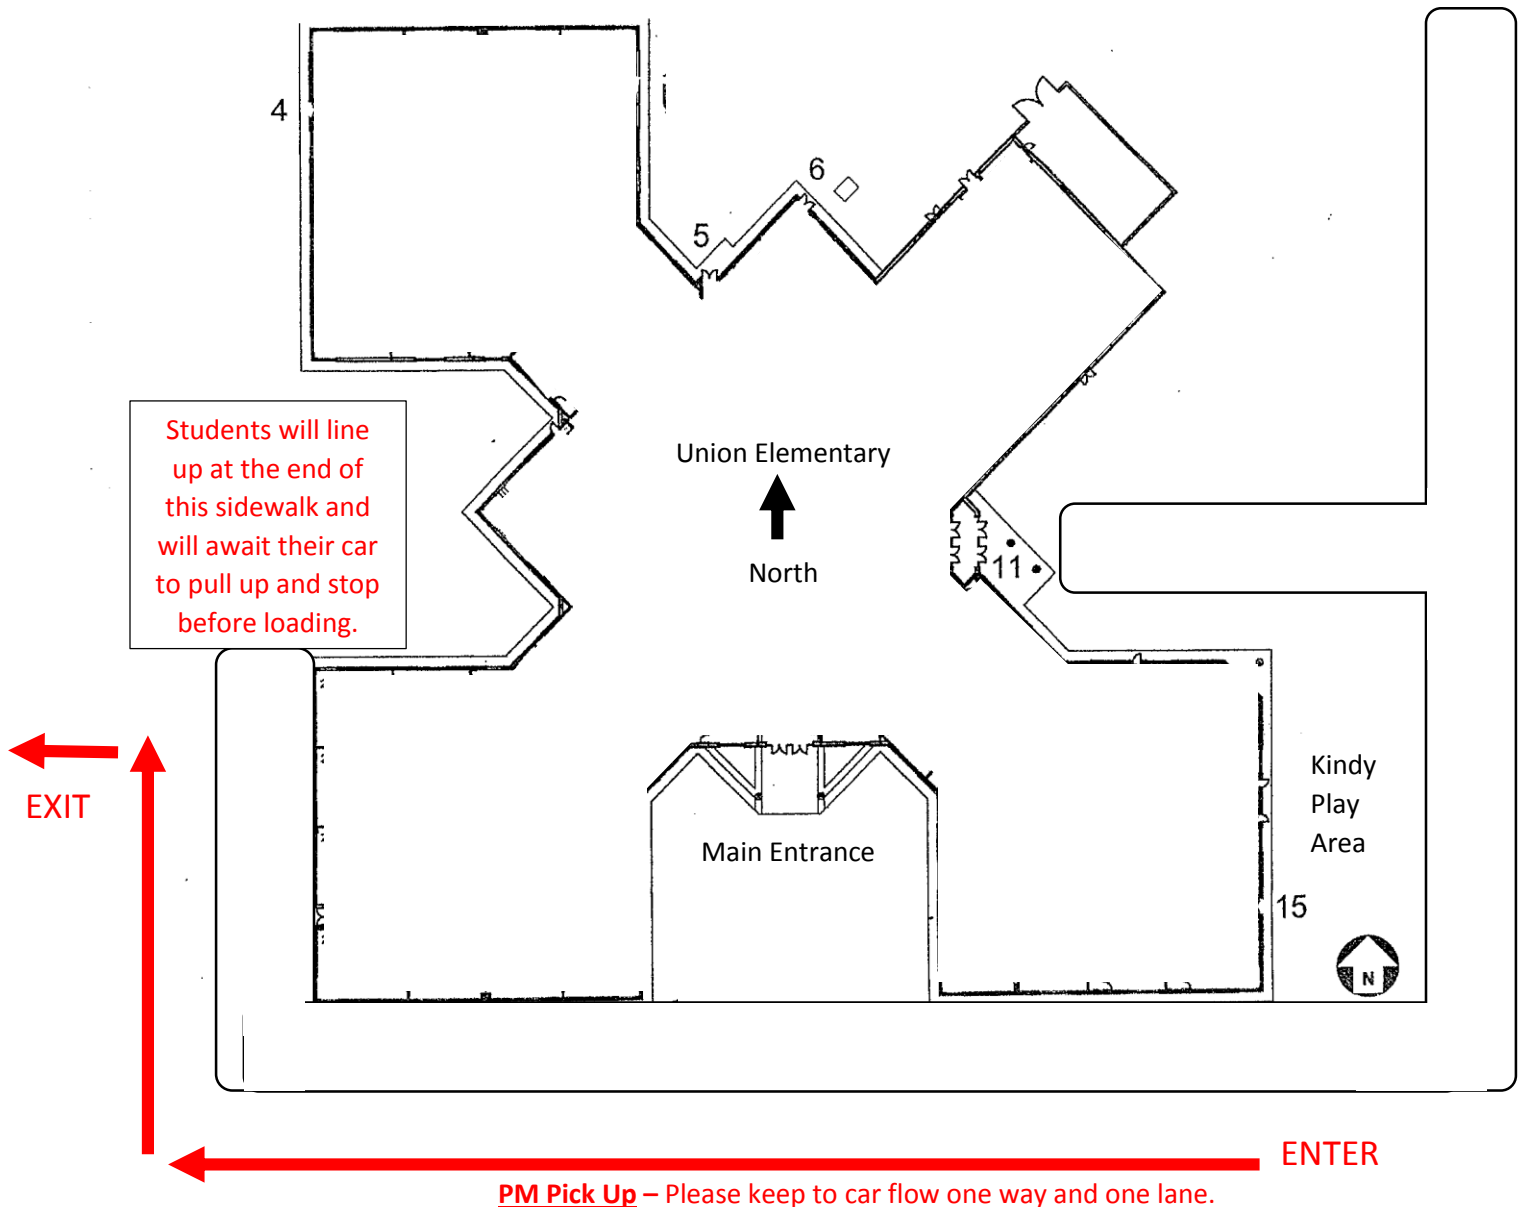 4
6
5
Students will line
up at the end of
this sidewalk and
will await their car
to pull up and stop
before loading.
Union Elementary
North
11
EXIT
Main Entrance
Kindy
Play
Area
15
N
ENTER
PM Pick Up – Please keep to car flow one way and one lane.